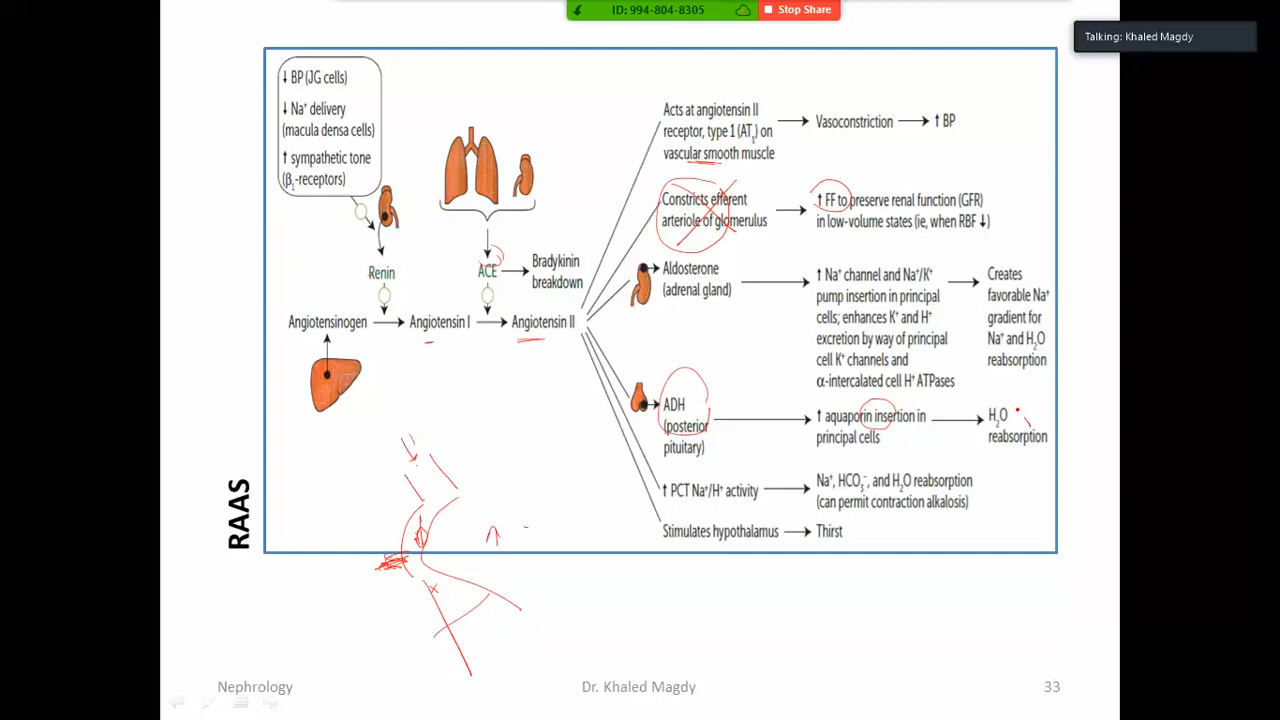 ID: 994-804-8305
Stop Share
Talking: Khaled Magdy
↓ BP (JG cells)
↓ Na⁺ delivery
(macula densa cells)
↑ sympathetic tone
(β₁-receptors)
Renin
ACE
Bradykinin
breakdown
Angiotensinogen
Angiotensin I
Angiotensin II
Acts at angiotensin II
receptor, type 1 (AT₁) on
vascular smooth muscle
Vasoconstriction
↑ BP
Constricts efferent
arteriole of glomerulus
↑ FF to preserve renal function (GFR)
in low-volume states (ie, when RBF ↓)
Aldosterone
(adrenal gland)
↑ Na⁺ channel and Na⁺/K⁺
pump insertion in principal
cells; enhances K⁺ and H⁺
excretion by way of principal
cell K⁺ channels and
α-intercalated cell H⁺ ATPases
Creates
favorable Na⁺
gradient for
Na⁺ and H₂O
reabsorption
ADH
(posterior
pituitary)
↑ aquaporin insertion in
principal cells
H₂O
reabsorption
↑ PCT Na⁺/H⁺ activity
Na⁺, HCO₃⁻, and H₂O reabsorption
(can permit contraction alkalosis)
Stimulates hypothalamus
Thirst
RAAS
Nephrology
Dr. Khaled Magdy
33